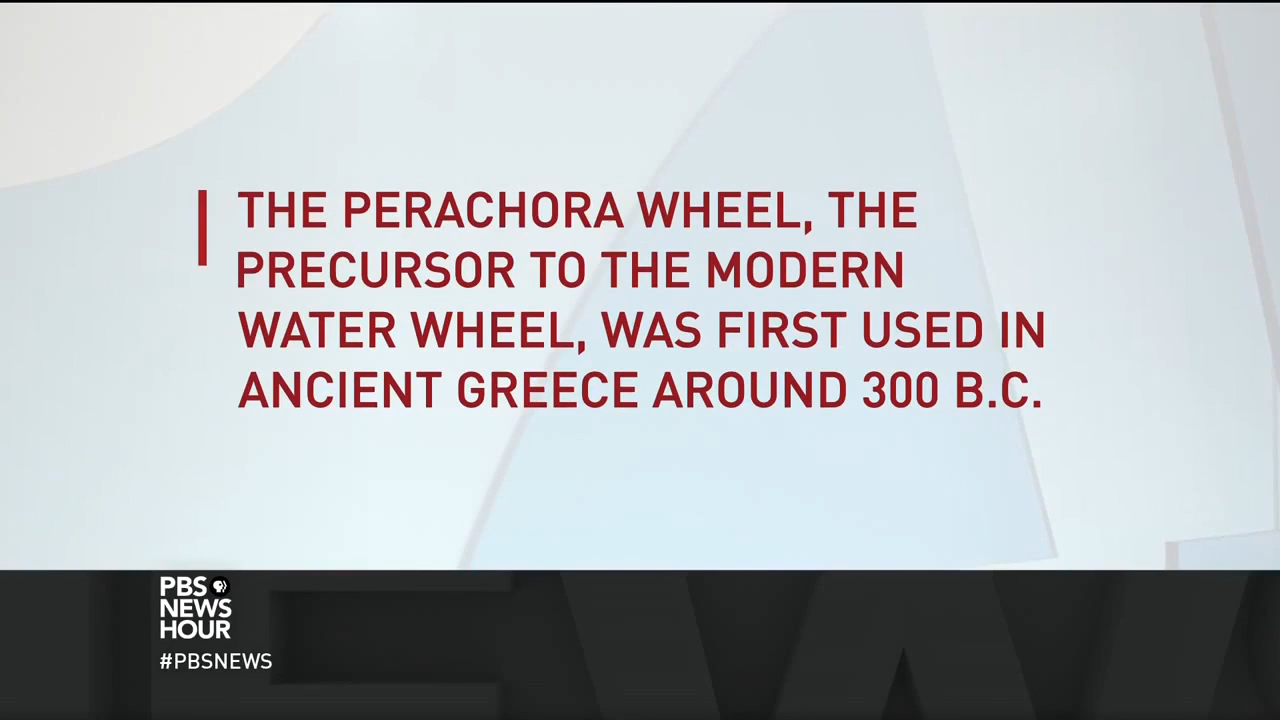 THE PERACHORA WHEEL, THE
PRECURSOR TO THE MODERN
WATER WHEEL, WAS FIRST USED IN
ANCIENT GREECE AROUND 300 B.C.
PBS
NEWS
HOUR
#PBSNEWS